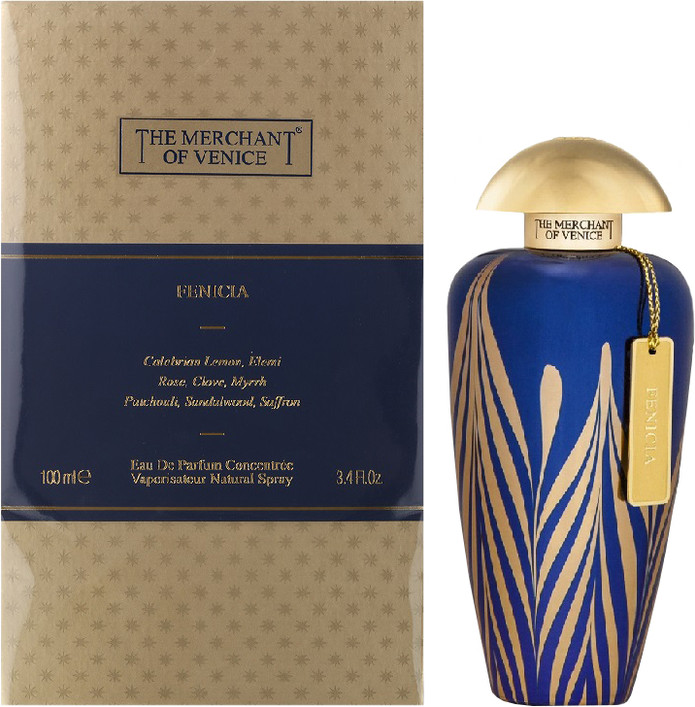 THE MERCHANT®
OF VENICE
FENICIA
Calabrian Lemon, Elemi
Rose, Clove, Myrrh
Patchouli, Sandalwood, Saffron
100 ml e
Eau De Parfum Concentrée
Vaporisateur Natural Spray
3.4 Fl.Oz.
THE MERCHANT
OF VENICE
FENICIA